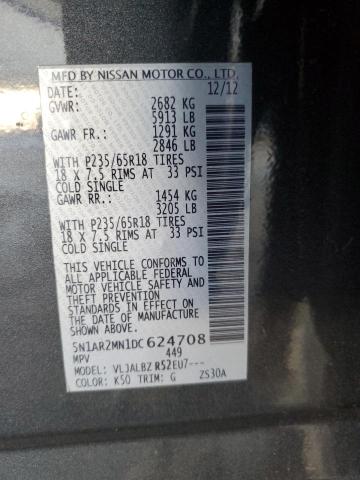 MFD BY NISSAN MOTOR CO., LTD.
DATE: 12/12
GVWR: 2682 KG
5913 LB
GAWR FR.: 1291 KG
2846 LB
WITH P235/65R18 TIRES
18 X 7.5 RIMS AT 33 PSI
COLD SINGLE
GAWR RR.: 1454 KG
3205 LB
WITH P235/65R18 TIRES
18 X 7.5 RIMS AT 33 PSI
COLD SINGLE
THIS VEHICLE CONFORMS TO
ALL APPLICABLE FEDERAL
MOTOR VEHICLE SAFETY AND
THEFT PREVENTION
STANDARDS IN EFFECT ON
THE DATE OF MANUFACTURE
SHOWN ABOVE.
5N1AR2MN1DC624708
MPV 449
MODEL: VLJALBZ R52EU7---
COLOR: K50 TRIM: G ZS30A